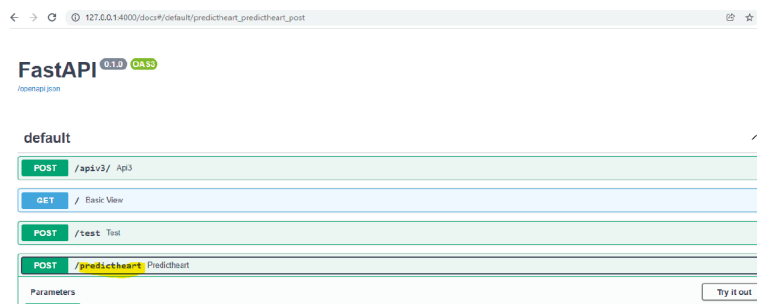 127.0.0.1:4000/docs#/default/predictheart_predictheart_post
FastAPI 0.1.0 OAS3
/openapi.json
default
POST /apiv3/ Api3
GET / Basic View
POST /test Test
POST /predictheart Predictheart
Parameters Try it out